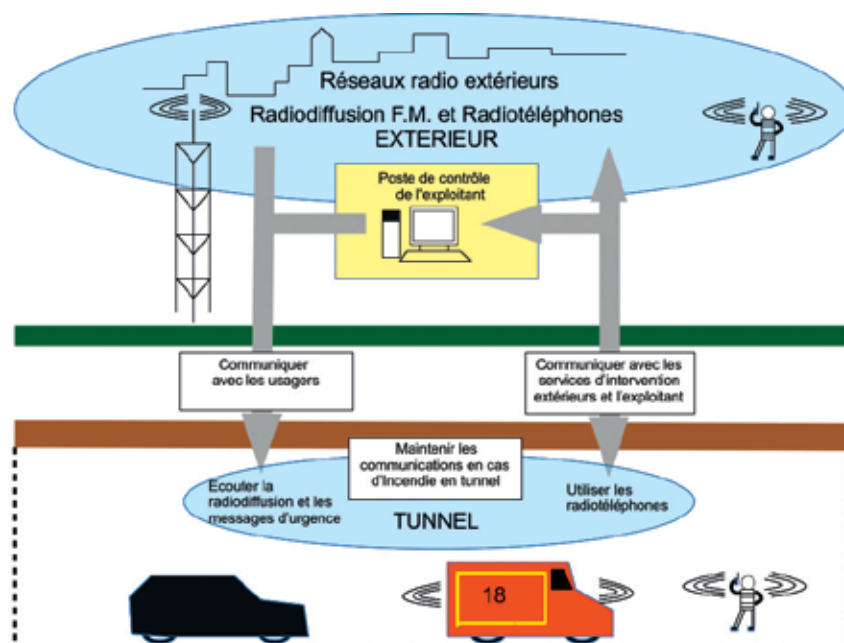 Réseaux radio extérieurs
Radiodiffusion F.M. et Radiotéléphones
EXTERIEUR
Poste de contrôle
de l'exploitant
Communiquer
avec les usagers
Communiquer avec les
services d'intervention
extérieurs et l'exploitant
Maintenir les
communications en cas
d'Incendie en tunnel
Ecouter la
radiodiffusion et les
messages d'urgence
TUNNEL
Utiliser les
radiotéléphones
18